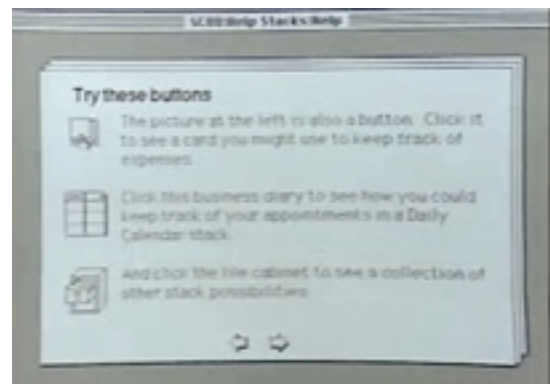 SC00:Help Stacks:Help
Try these buttons
The picture at the left is also a button. Click it
to see a card you might use to keep track of
expenses.
Click this business diary to see how you could
keep track of your appointments in a Daily
Calendar stack.
And click the file cabinet to see a collection of
other stack possibilities.